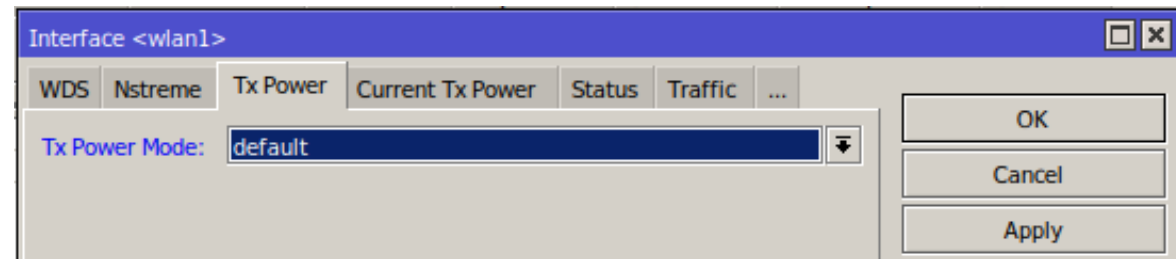 Interface <wlan1>
WDS Nstreme Tx Power Current Tx Power Status Traffic ...
OK
Tx Power Mode: default
Cancel
Apply